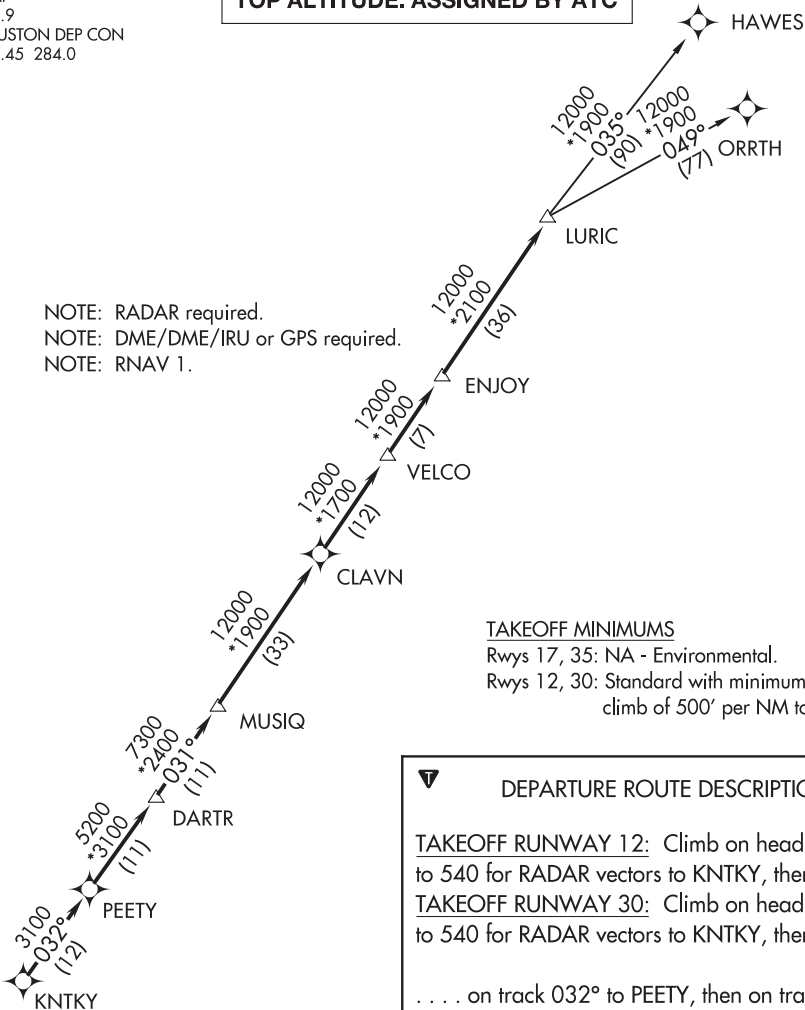 .9
USTON DEP CON
.45 284.0
TOP ALTITUDE: ASSIGNED BY ATC
HAWES
12000
*1900
035°
(90)
12000
*1900
049°
(77)
ORRTH
LURIC
12000
*2100
(36)
NOTE: RADAR required.
NOTE: DME/DME/IRU or GPS required.
NOTE: RNAV 1.
ENJOY
12000
*1900
(7)
VELCO
12000
*1700
(12)
CLAVN
12000
*1900
(33)
TAKEOFF MINIMUMS
Rwys 17, 35: NA - Environmental.
Rwys 12, 30: Standard with minimum
climb of 500' per NM to
MUSIQ
7300
*2400
031°
(11)
DARTR
5200
*3100
(11)
PEETY
3100
032°
(12)
KNTKY
T
DEPARTURE ROUTE DESCRIPTIO
TAKEOFF RUNWAY 12: Climb on head
to 540 for RADAR vectors to KNTKY, then
TAKEOFF RUNWAY 30: Climb on head
to 540 for RADAR vectors to KNTKY, then
. . . . on track 032° to PEETY, then on tra